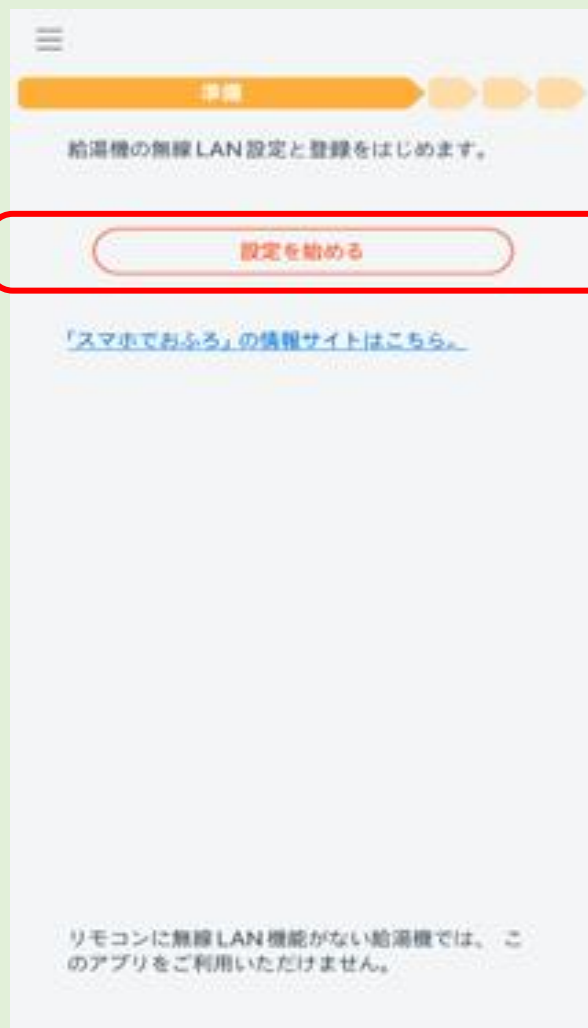 準備
給湯機の無線LAN設定と登録をはじめます。
設定を始める
「スマホでおふろ」の情報サイトはこちら。
リモコンに無線LAN機能がない給湯機では、こ
のアプリをご利用いただけません。